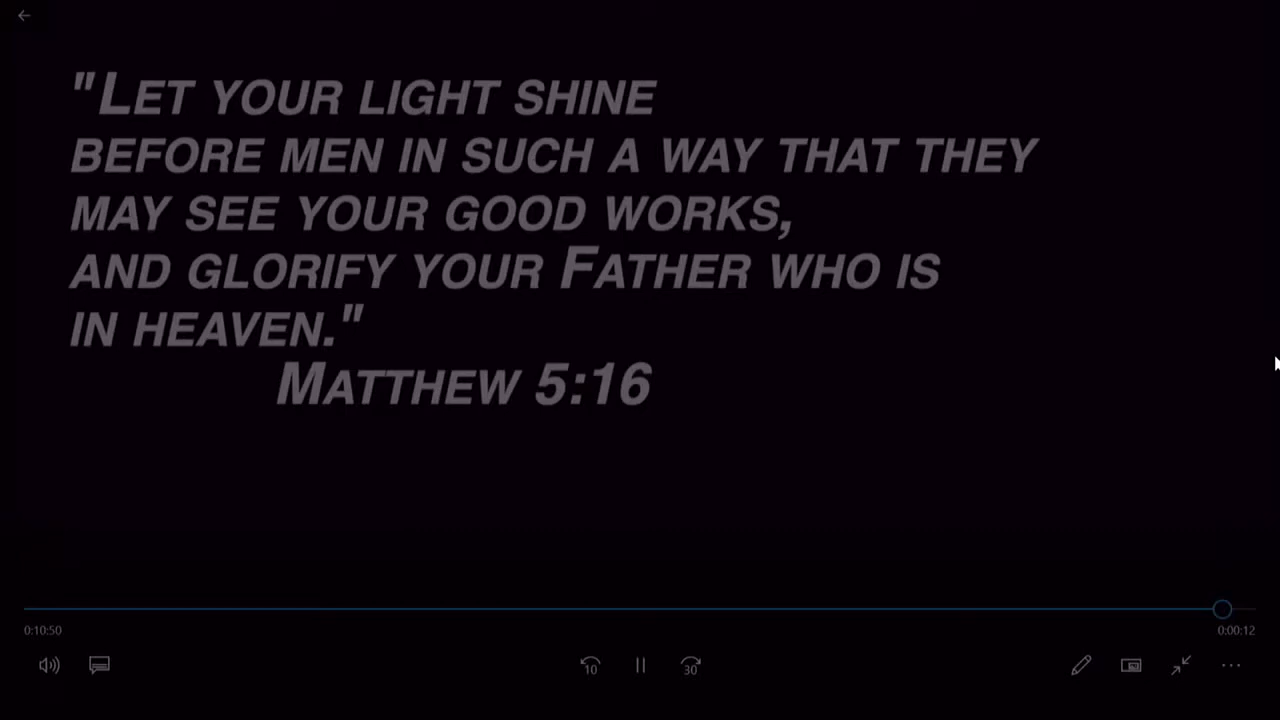 "LET YOUR LIGHT SHINE
BEFORE MEN IN SUCH A WAY THAT THEY
MAY SEE YOUR GOOD WORKS,
AND GLORIFY YOUR FATHER WHO IS
IN HEAVEN."
MATTHEW 5:16
0:10:50
0:00:12
10
30